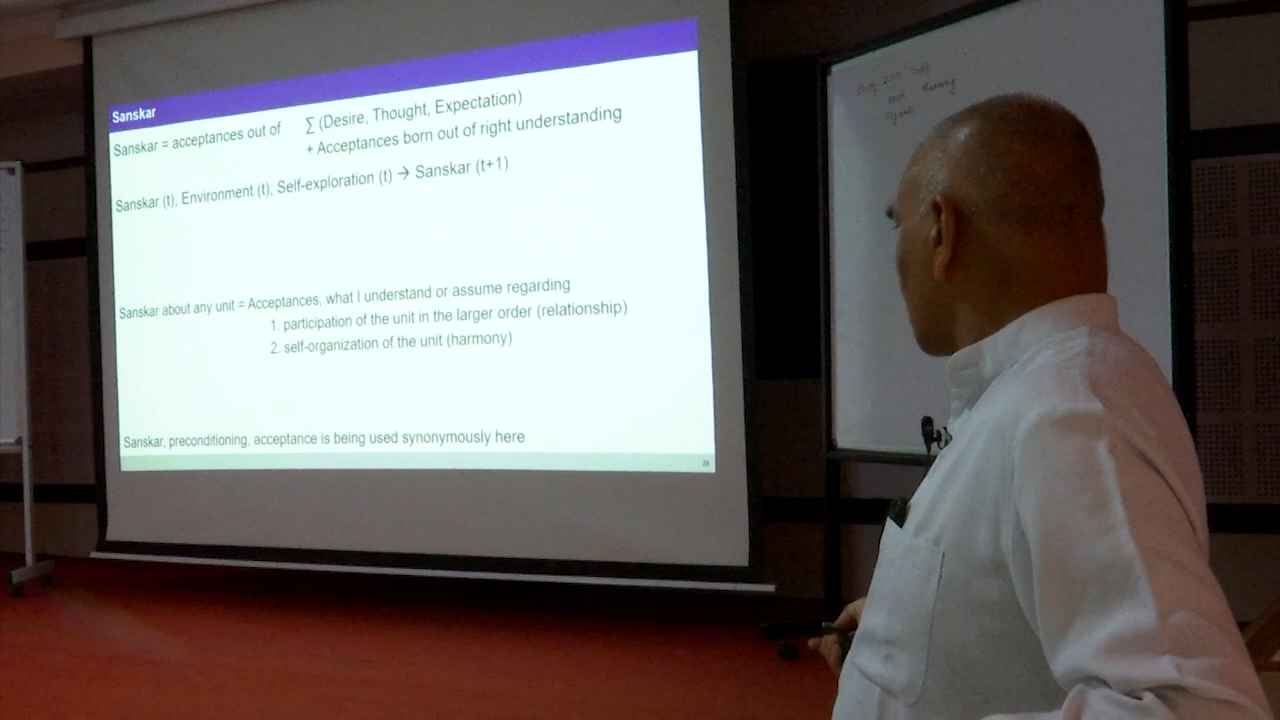 Sanskar
Sanskar = acceptances out of ∑ (Desire, Thought, Expectation)
+ Acceptances born out of right understanding
Sanskar (t), Environment (t), Self-exploration (t) → Sanskar (t+1)
Sanskar about any unit = Acceptances, what I understand or assume regarding
1. participation of the unit in the larger order (relationship)
2. self-organization of the unit (harmony)
Sanskar, preconditioning, acceptance is being used synonymously here